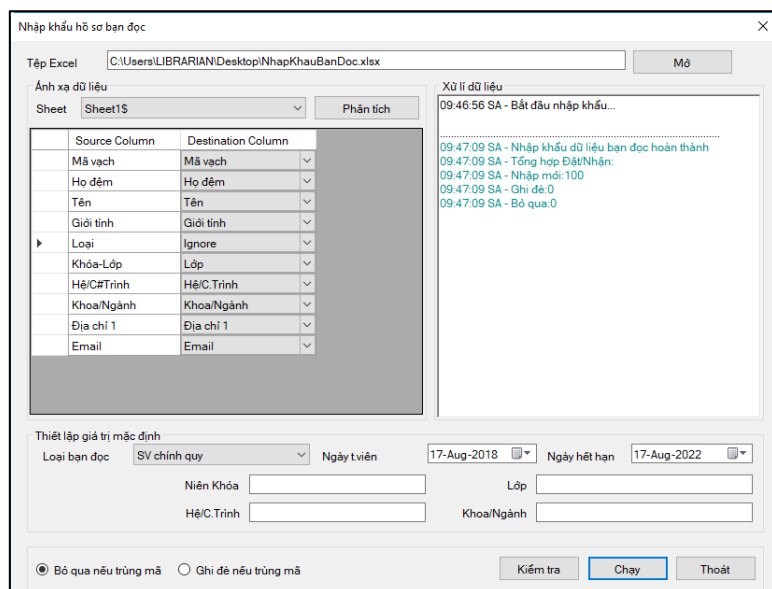 Nhập khẩu hồ sơ bạn đọc
Tệp Excel C:\Users\LIBRARIAN\Desktop\NhapKhauBanDoc.xlsx Mở
Ánh xạ dữ liệu
Sheet Sheet1$ Phân tích
Source Column Destination Column
Mã vạch Mã vạch
Họ đệm Họ đệm
Tên Tên
Giới tính Giới tính
Loại Ignore
Khóa-Lớp Lớp
Hệ/C#Trình Hệ/C.Trình
Khoa/Ngành Khoa/Ngành
Địa chỉ 1 Địa chỉ 1
Email Email
Xử lí dữ liệu
09:46:56 SA - Bắt đầu nhập khẩu...
09:47:09 SA - Nhập khẩu dữ liệu bạn đọc hoàn thành
09:47:09 SA - Tổng hợp Đặt/Nhận:
09:47:09 SA - Nhập mới:100
09:47:09 SA - Ghi đè:0
09:47:09 SA - Bỏ qua:0
Thiết lập giá trị mặc định
Loại bạn đọc SV chính quy Ngày t.viên 17-Aug-2018 Ngày hết hạn 17-Aug-2022
Niên Khóa Lớp
Hệ/C.Trình Khoa/Ngành
Bỏ qua nếu trùng mã Ghi đè nếu trùng mã Kiểm tra Chạy Thoát